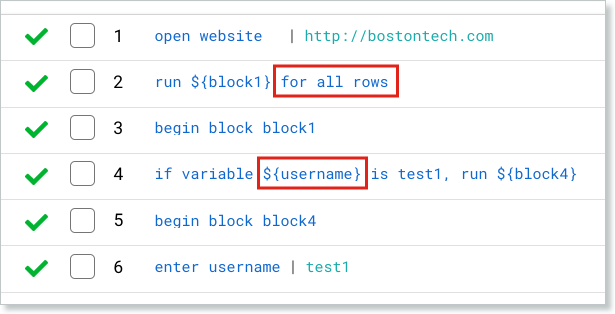 1 open website | http://bostontech.com
2 run ${block1} for all rows
3 begin block block1
4 if variable ${username} is test1, run ${block4}
5 begin block block4
6 enter username | test1